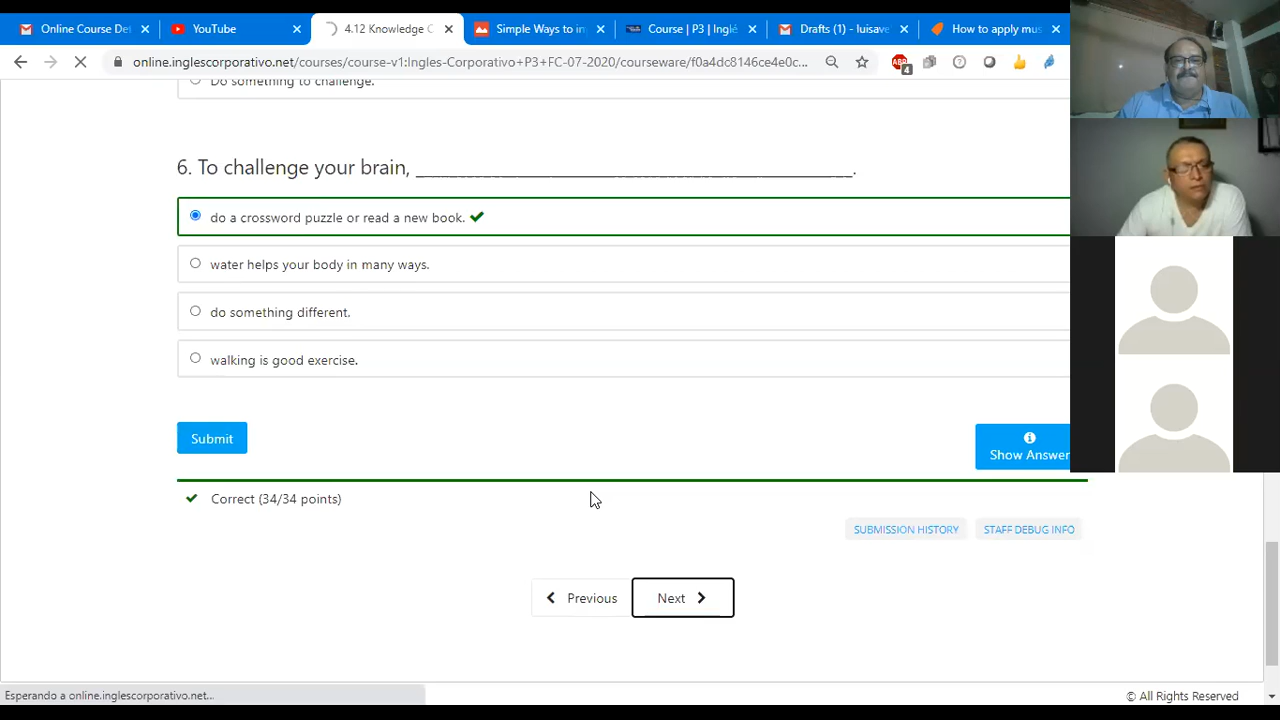 Online Course De
YouTube
4.12 Knowledge C
Simple Ways to in
Course | P3 | Inglé
Drafts (1) - luisave
How to apply mus
online.inglescorporativo.net/courses/course-v1:Ingles-Corporativo+P3+FC-07-2020/courseware/f0a4dc8146ce4e0c...
ABP
4
Do something to challenge.
6. To challenge your brain, ________________________________________.
do a crossword puzzle or read a new book.
water helps your body in many ways.
do something different.
walking is good exercise.
Submit
Show Answer
Correct (34/34 points)
SUBMISSION HISTORY
STAFF DEBUG INFO
Previous
Next
Esperando a online.inglescorporativo.net...
© All Rights Reserved